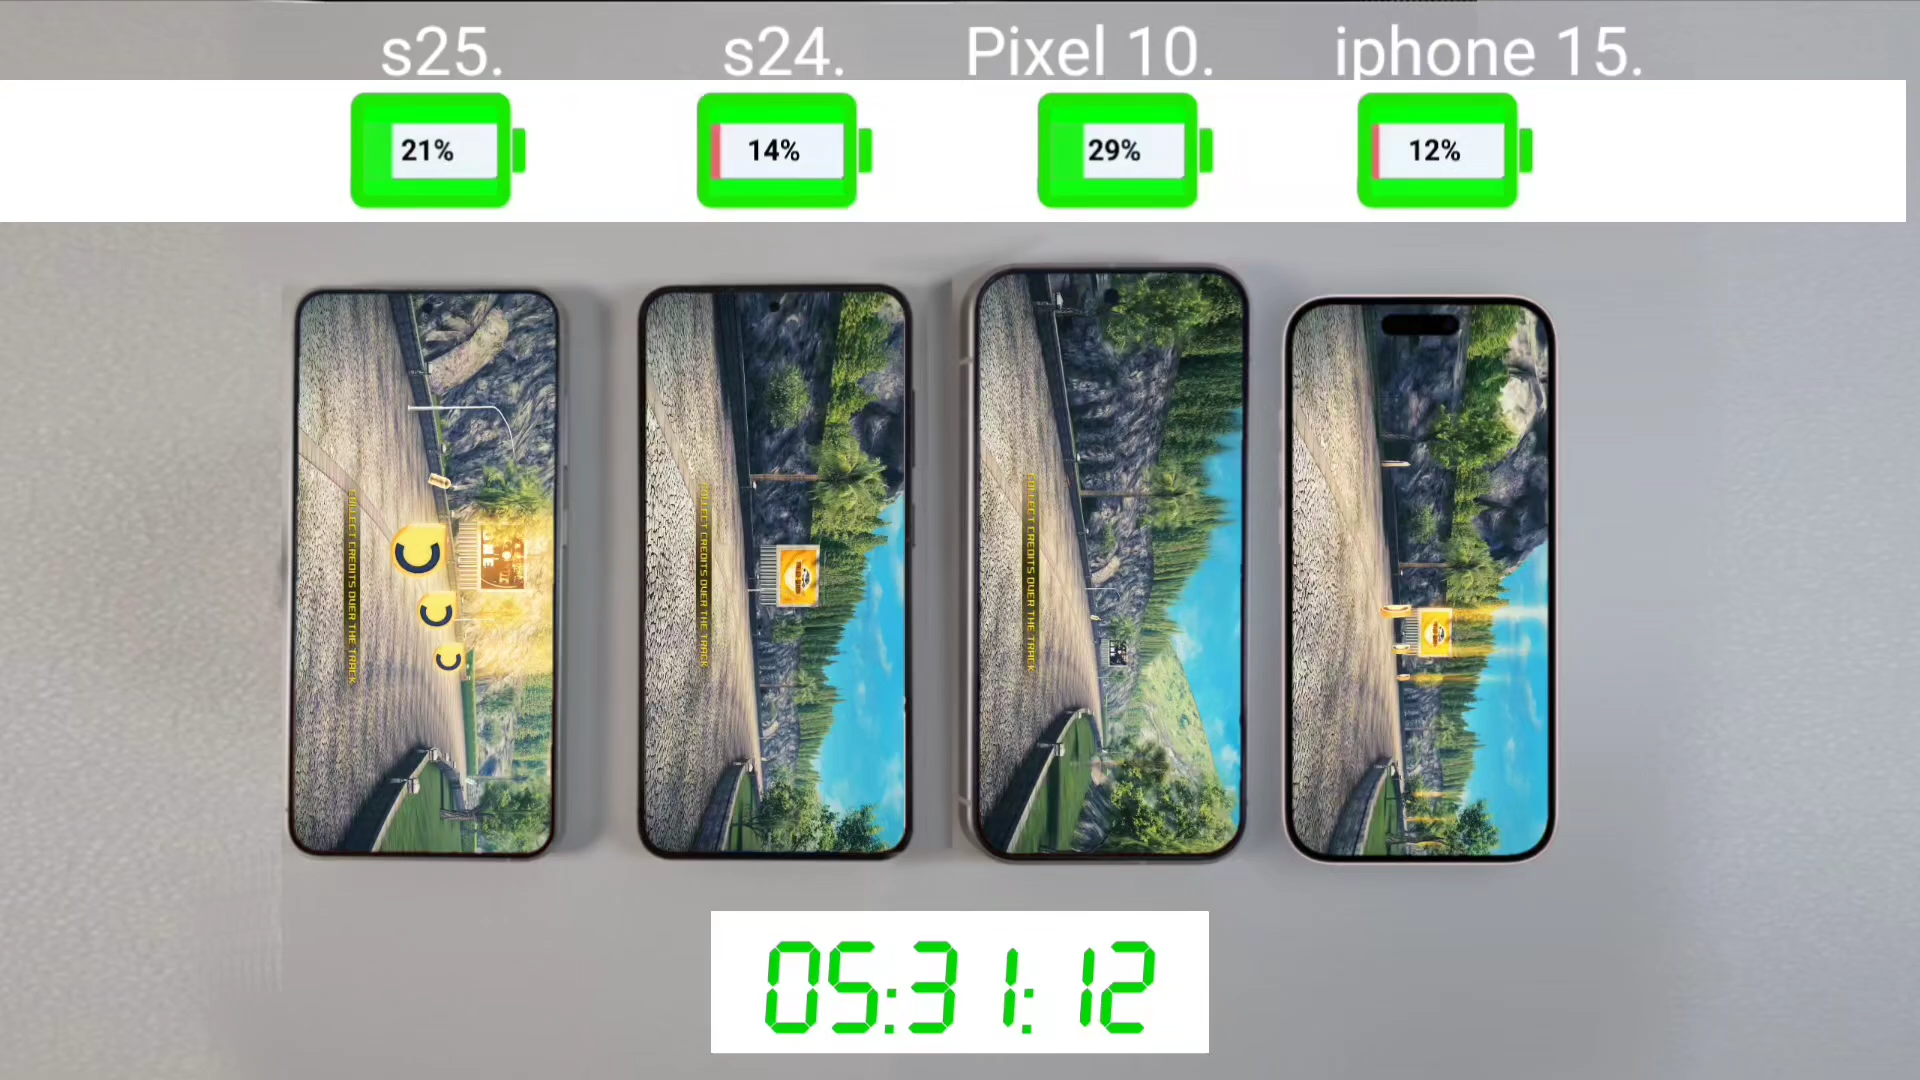 s25. s24. Pixel 10. iphone 15.
21% 14% 29% 12%
COLLECT CREDITS OVER THE TRACK
COLLECT CREDITS OVER THE TRACK
COLLECT CREDITS OVER THE TRACK
05:31:12